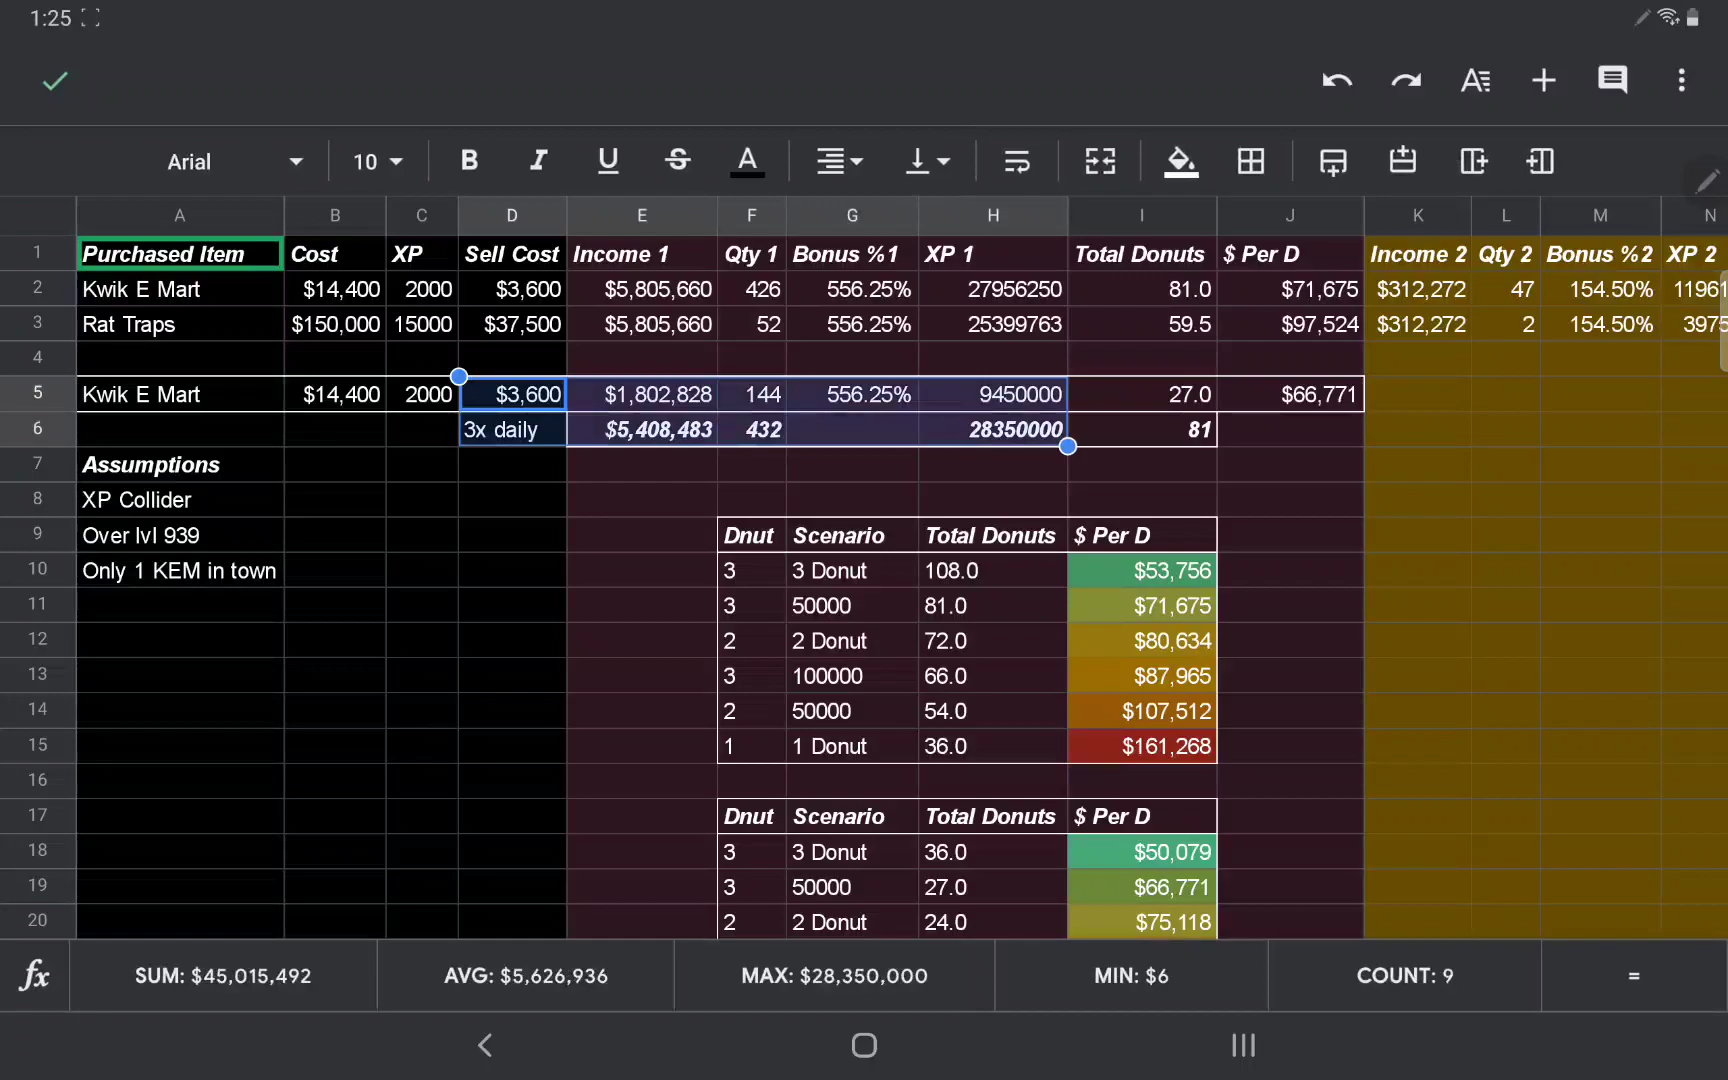 1:25
Arial 10 B I U S A
A B C D E F G H I J K L M N
1 Purchased Item Cost XP Sell Cost Income 1 Qty 1 Bonus %1 XP 1 Total Donuts $ Per D Income 2 Qty 2 Bonus %2 XP 2
2 Kwik E Mart $14,400 2000 $3,600 $5,805,660 426 556.25% 27956250 81.0 $71,675 $312,272 47 154.50% 11961
3 Rat Traps $150,000 15000 $37,500 $5,805,660 52 556.25% 25399763 59.5 $97,524 $312,272 2 154.50% 3975
4
5 Kwik E Mart $14,400 2000 $3,600 $1,802,828 144 556.25% 9450000 27.0 $66,771
6 3x daily $5,408,483 432 28350000 81
7 Assumptions
8 XP Collider
9 Over lvl 939 Dnut Scenario Total Donuts $ Per D
10 Only 1 KEM in town 3 3 Donut 108.0 $53,756
11 3 50000 81.0 $71,675
12 2 2 Donut 72.0 $80,634
13 3 100000 66.0 $87,965
14 2 50000 54.0 $107,512
15 1 1 Donut 36.0 $161,268
16
17 Dnut Scenario Total Donuts $ Per D
18 3 3 Donut 36.0 $50,079
19 3 50000 27.0 $66,771
20 2 2 Donut 24.0 $75,118
fx SUM: $45,015,492 AVG: $5,626,936 MAX: $28,350,000 MIN: $6 COUNT: 9 =